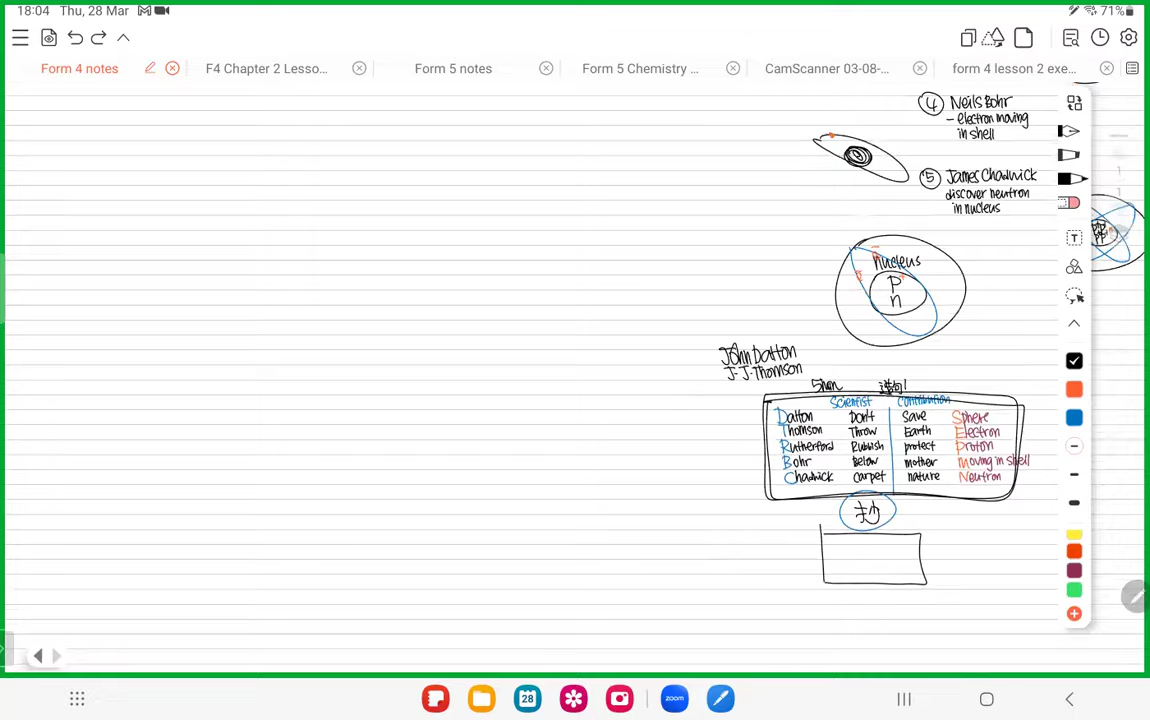 18:04 Thu, 28 Mar 71%
Form 4 notes F4 Chapter 2 Lesso... Form 5 notes Form 5 Chemistry ... CamScanner 03-08-... form 4 lesson 2 exe...
4 Neils Bohr
- electron moving
in shell
5 James Chadwick
discover neutron
in nucleus
nucleus
P
n
John Dalton
J.J. Thomson
Scientist Contribution
Dalton Don't Save Sphere
Thomson Throw Earth Electron
Rutherford Rubbish protect Proton
Bohr Below mother Moving in shell
Chadwick carpet nature Neutron
抄
T
28
zoom